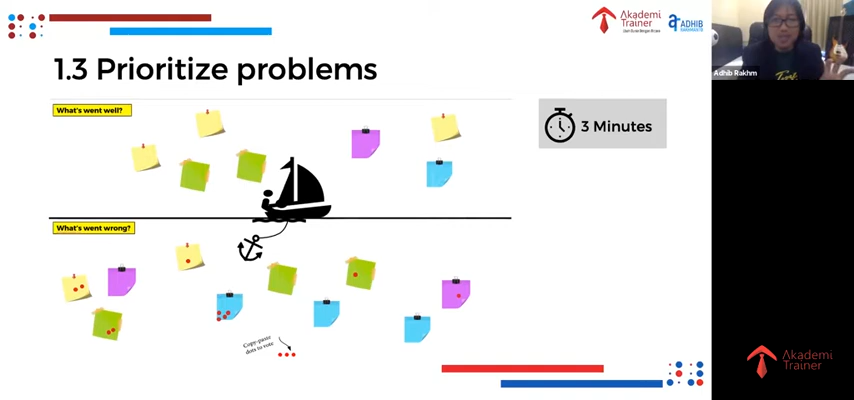 Akademi
Trainer
ADHIB
Adhib Rakhm
1.3 Prioritize problems
What's went well?
3 Minutes
What's went wrong?
Copy-paste
dots to vote
Akademi
Trainer